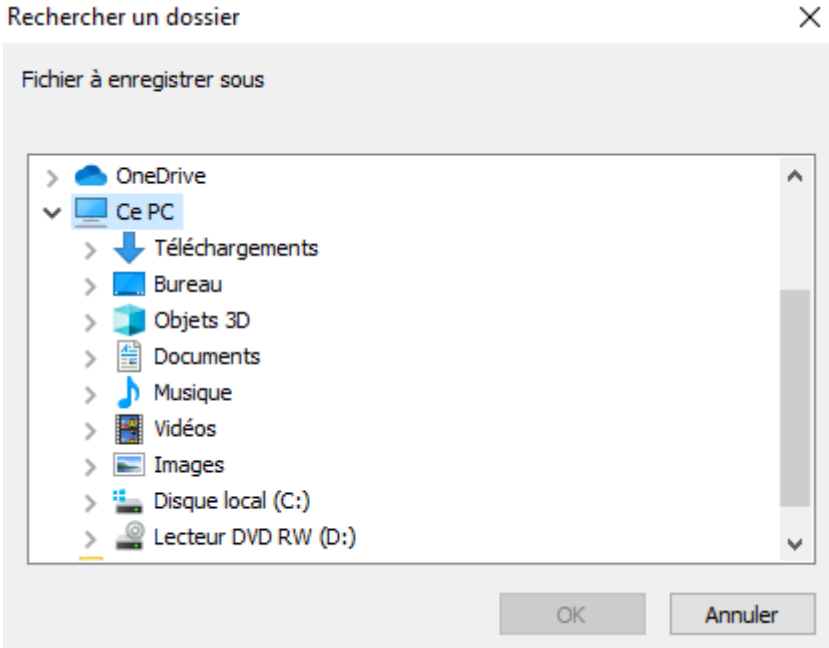 Rechercher un dossier
Fichier à enregistrer sous
OneDrive
Ce PC
Téléchargements
Bureau
Objets 3D
Documents
Musique
Vidéos
Images
Disque local (C:)
Lecteur DVD RW (D:)
OK
Annuler